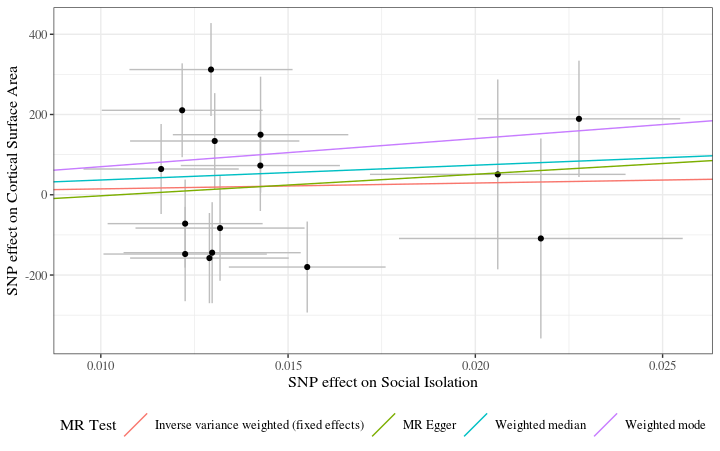 SNP effect on Cortical Surface Area
400
200
0
-200
0.010
0.015
0.020
0.025
SNP effect on Social Isolation
MR Test
Inverse variance weighted (fixed effects)
MR Egger
Weighted median
Weighted mode